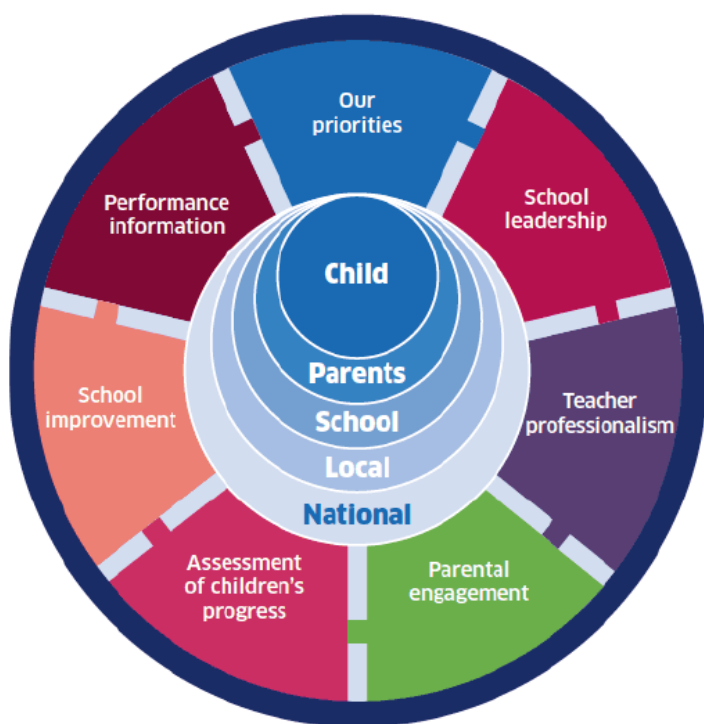 Our
priorities
School
leadership
Teacher
professionalism
Parental
engagement
Assessment
of children's
progress
School
improvement
Performance
information
Child
Parents
School
Local
National